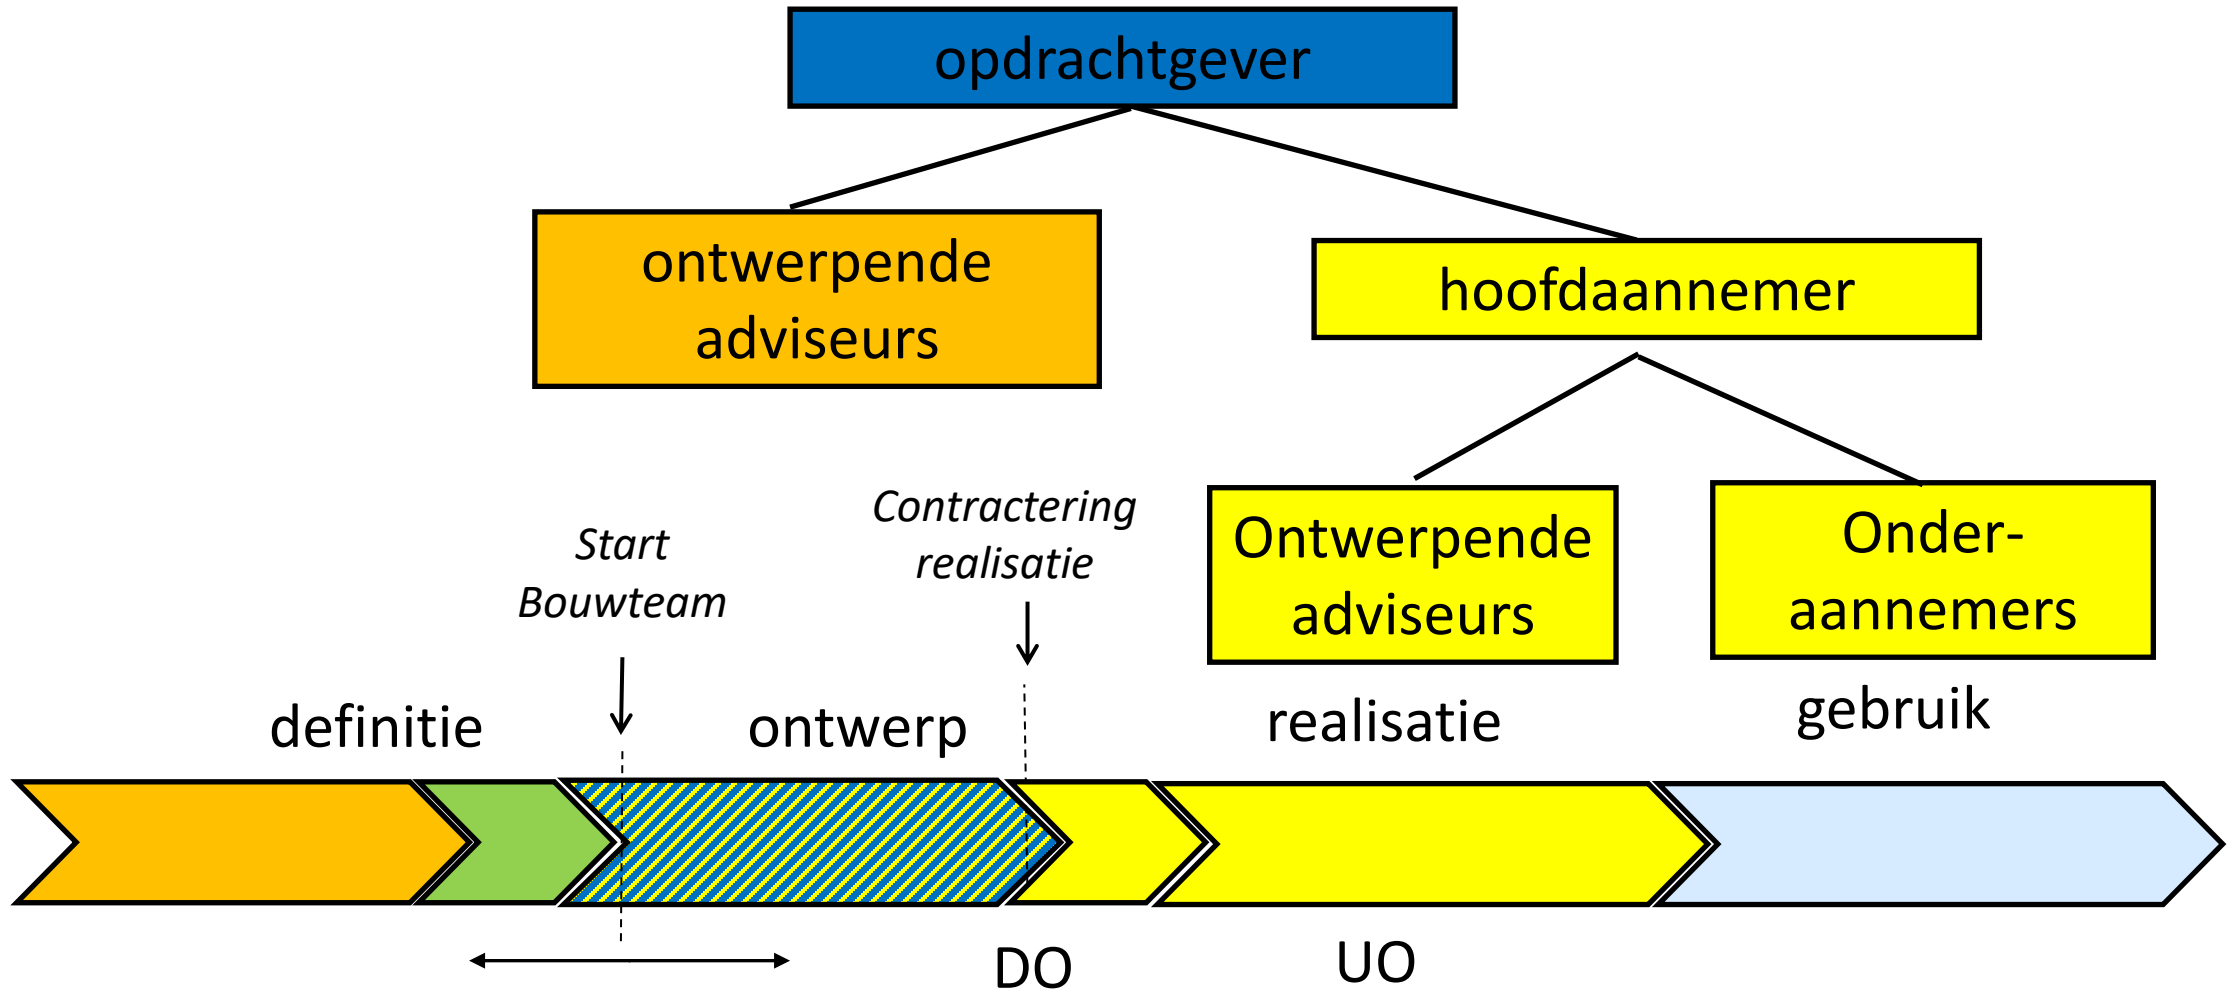 opdrachtgever
ontwerpende
adviseurs
hoofdaannemer
Ontwerpende
adviseurs
Onder-
aannemers
Start
Bouwteam
Contractering
realisatie
definitie
ontwerp
realisatie
gebruik
DO
UO